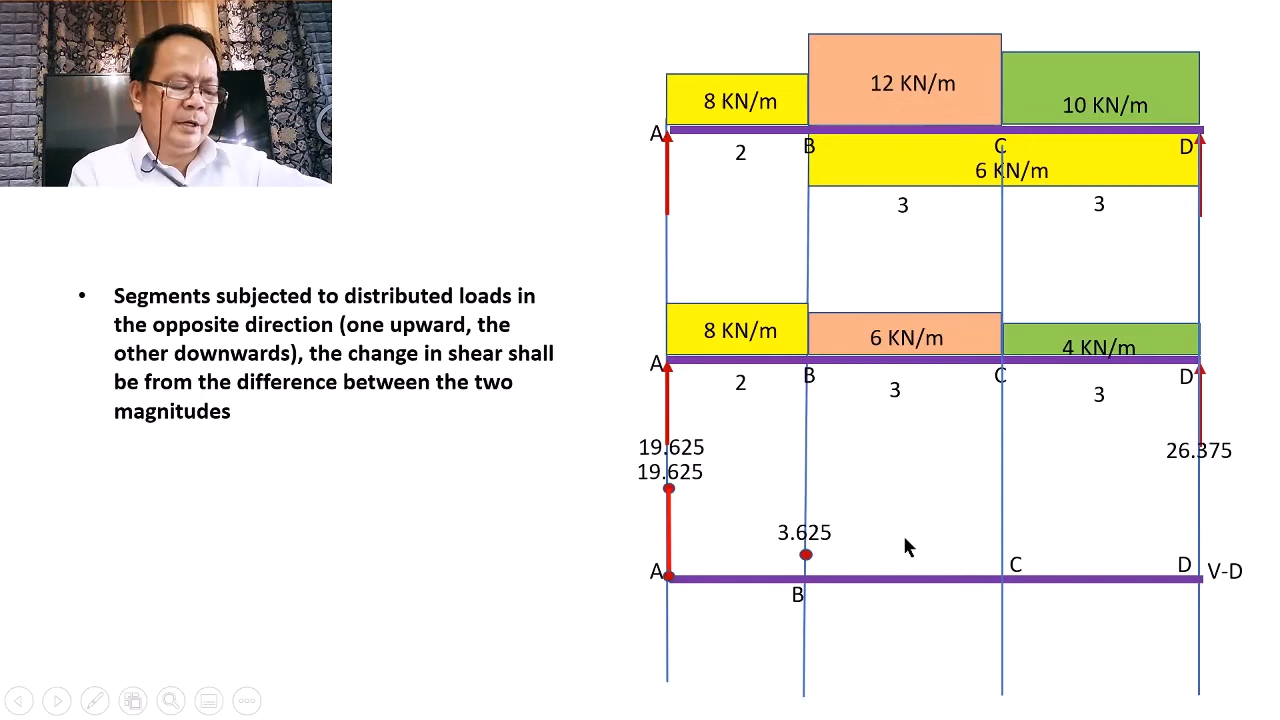 • Segments subjected to distributed loads in
the opposite direction (one upward, the
other downwards), the change in shear shall
be from the difference between the two
magnitudes
8 KN/m
12 KN/m
10 KN/m
A
2
B
C
D
6 KN/m
3
3
8 KN/m
6 KN/m
4 KN/m
A
2
B
3
C
3
D
19.625
26.375
19.625
3.625
A
B
C
D
V-D